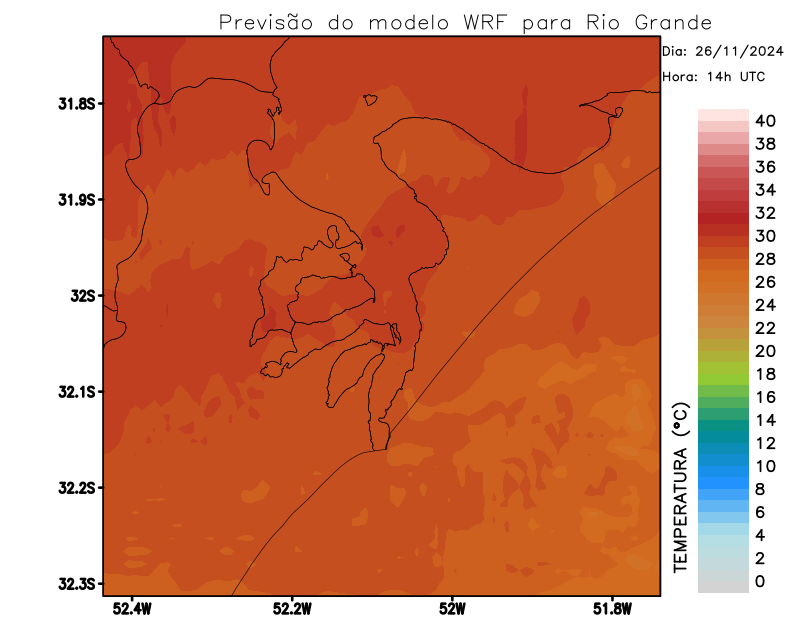 Previsão do modelo WRF para Rio Grande
Dia: 26/11/2024
Hora: 14h UTC
31.8S
31.9S
32S
32.1S
32.2S
32.3S
52.4W
52.2W
52W
51.8W
TEMPERATURA (°C)
40
38
36
34
32
30
28
26
24
22
20
18
16
14
12
10
8
6
4
2
0